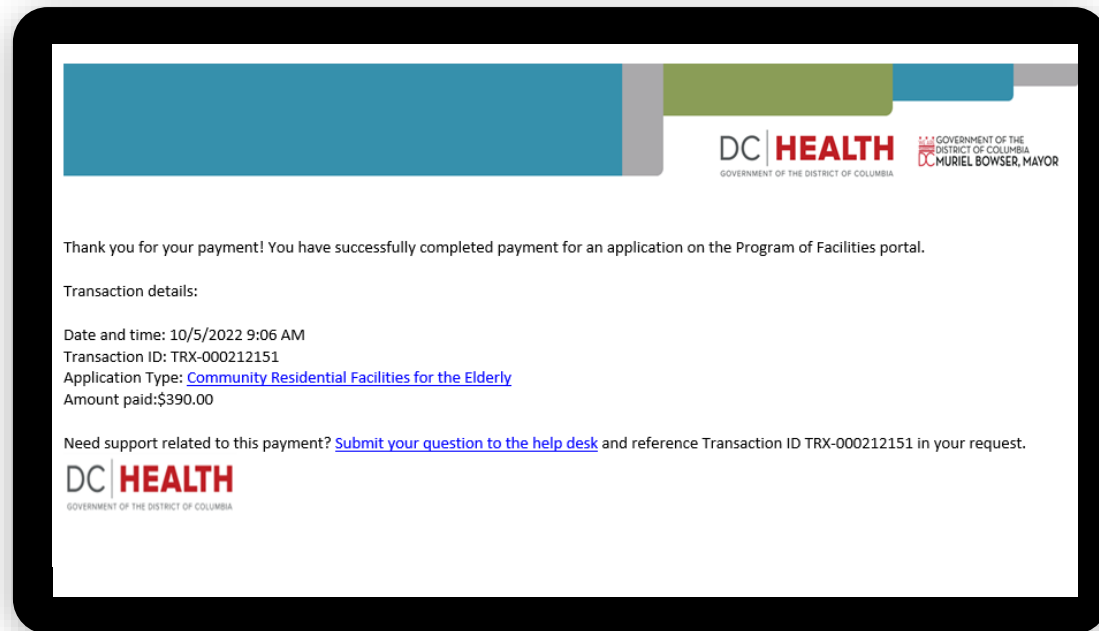 DC HEALTH
GOVERNMENT OF THE DISTRICT OF COLUMBIA
GOVERNMENT OF THE
DISTRICT OF COLUMBIA
DC MURIEL BOWSER, MAYOR
Thank you for your payment! You have successfully completed payment for an application on the Program of Facilities portal.
Transaction details:
Date and time: 10/5/2022 9:06 AM
Transaction ID: TRX-000212151
Application Type: Community Residential Facilities for the Elderly
Amount paid:$390.00
Need support related to this payment? Submit your question to the help desk and reference Transaction ID TRX-000212151 in your request.
DC HEALTH
GOVERNMENT OF THE DISTRICT OF COLUMBIA